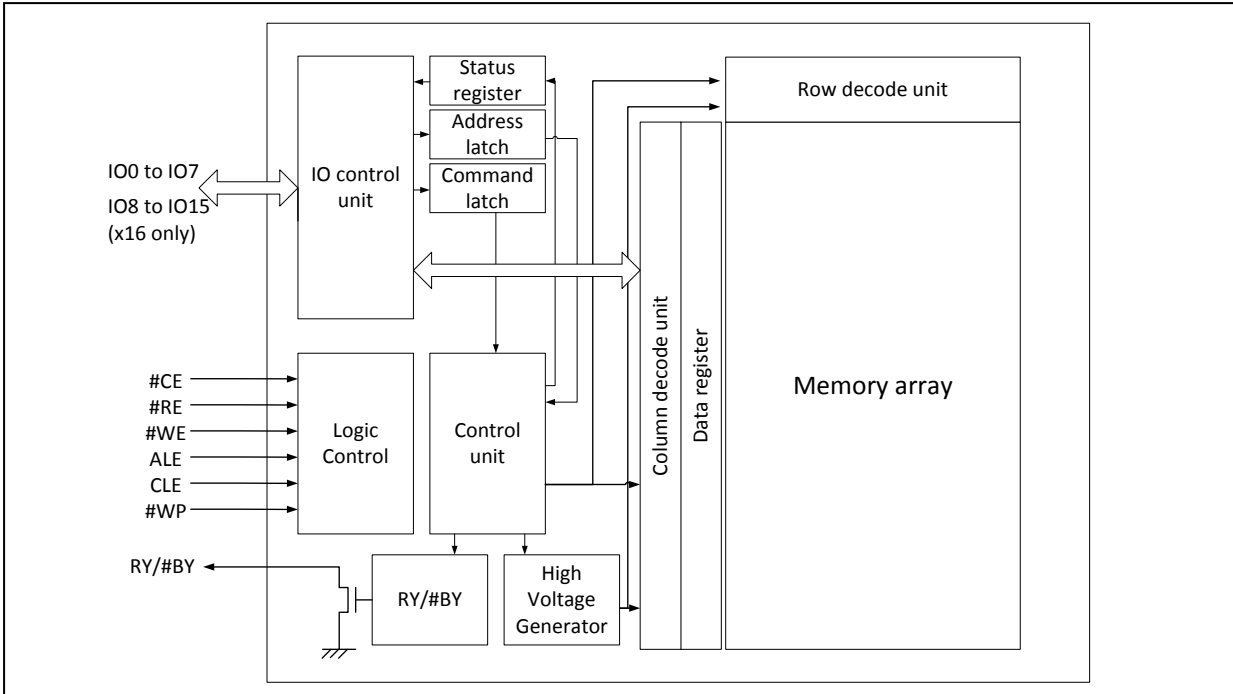 Status
register
Address
latch
Command
latch
IO control
unit
IO0 to IO7
IO8 to IO15
(x16 only)
Row decode unit
Column decode unit
Data register
Memory array
#CE
#RE
#WE
ALE
CLE
#WP
Logic
Control
Control
unit
RY/#BY
RY/#BY
High
Voltage
Generator